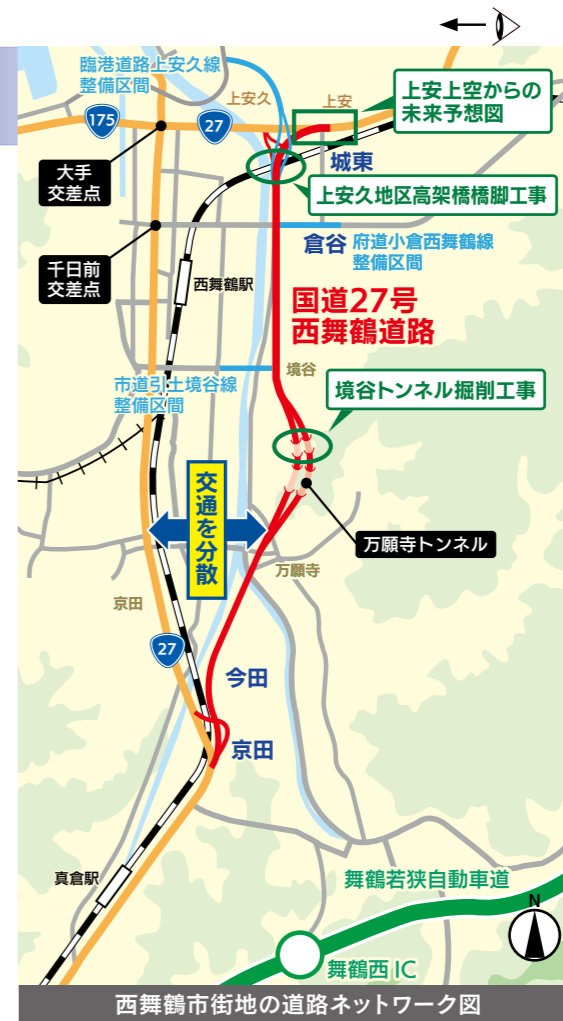 臨港道路上安久線
整備区間
上安久
上安
175
27
上安上空からの
未来予想図
大手
交差点
城東
上安久地区高架橋橋脚工事
倉谷
府道小倉西舞鶴線
整備区間
千日前
交差点
西舞鶴駅
国道27号
西舞鶴道路
境谷
市道引土境谷線
整備区間
境谷トンネル掘削工事
交通を分散
万願寺トンネル
万願寺
京田
27
今田
京田
真倉駅
舞鶴若狭自動車道
N
舞鶴西 IC
西舞鶴市街地の道路ネットワーク図